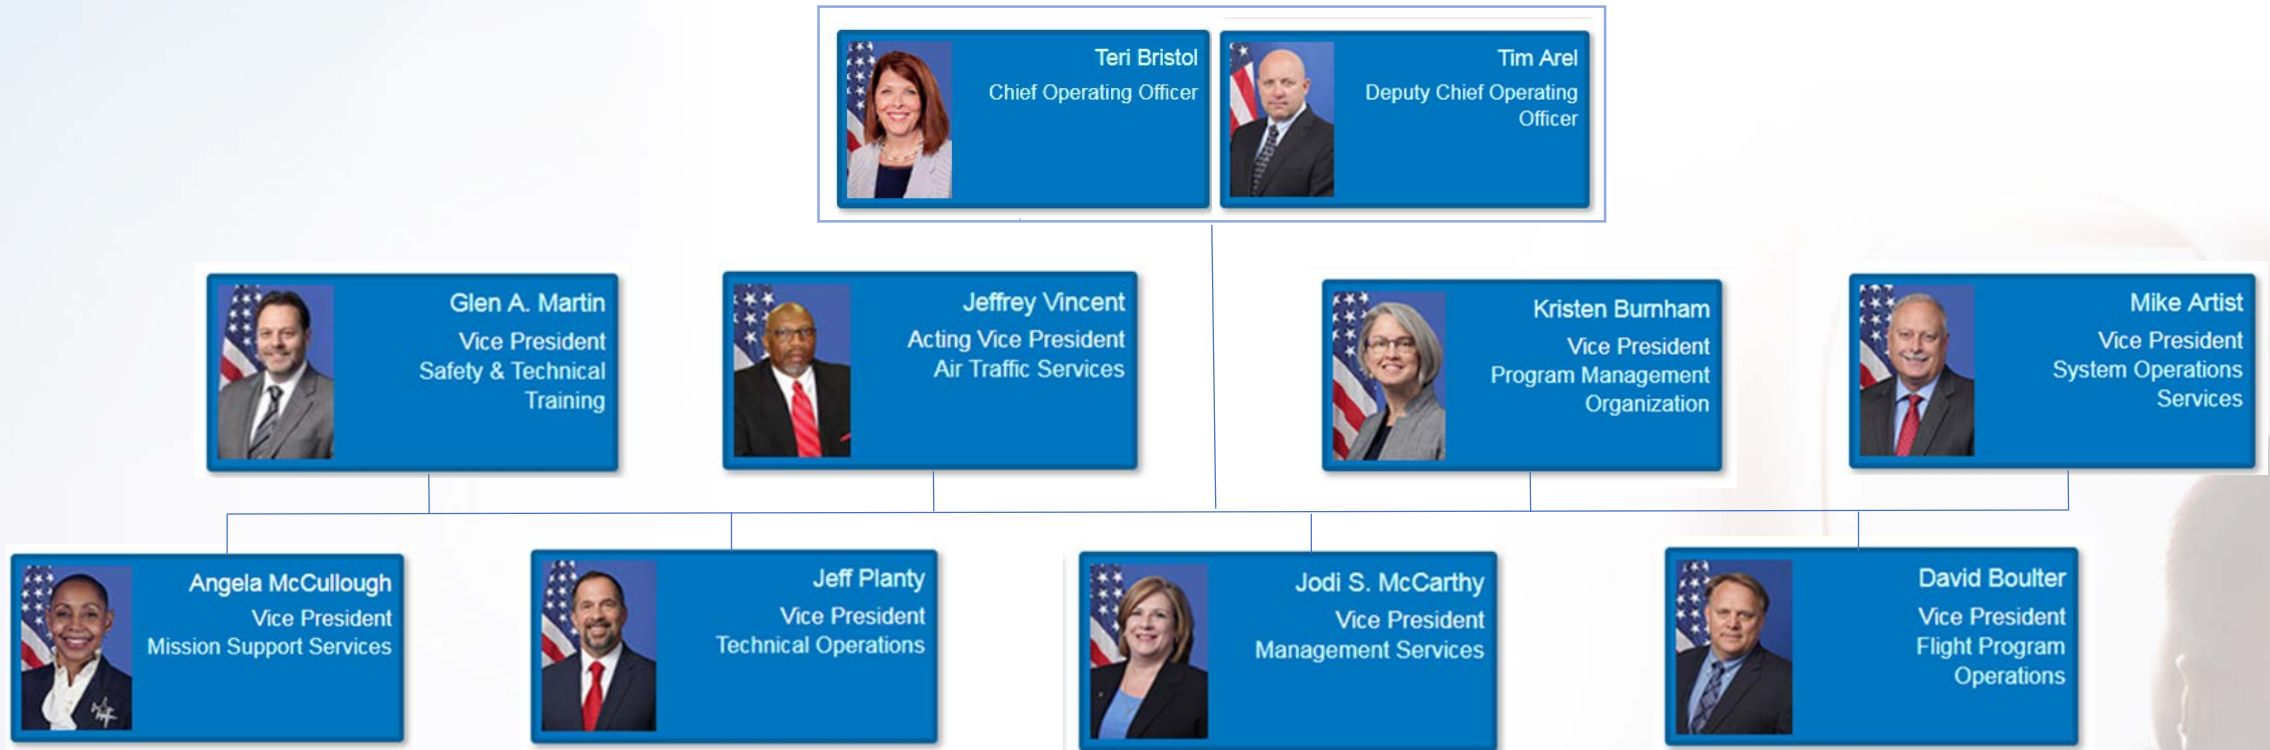 Teri Bristol
Chief Operating Officer
Tim Arel
Deputy Chief Operating
Officer
Glen A. Martin
Vice President
Safety & Technical
Training
Jeffrey Vincent
Acting Vice President
Air Traffic Services
Kristen Burnham
Vice President
Program Management
Organization
Mike Artist
Vice President
System Operations
Services
Angela McCullough
Vice President
Mission Support Services
Jeff Planty
Vice President
Technical Operations
Jodi S. McCarthy
Vice President
Management Services
David Boulter
Vice President
Flight Program
Operations